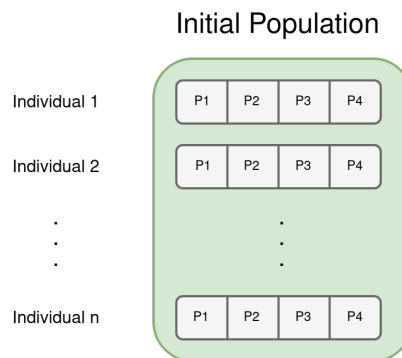 Initial Population
Individual 1 P1 P2 P3 P4
Individual 2 P1 P2 P3 P4
. .
. .
. .
Individual n P1 P2 P3 P4